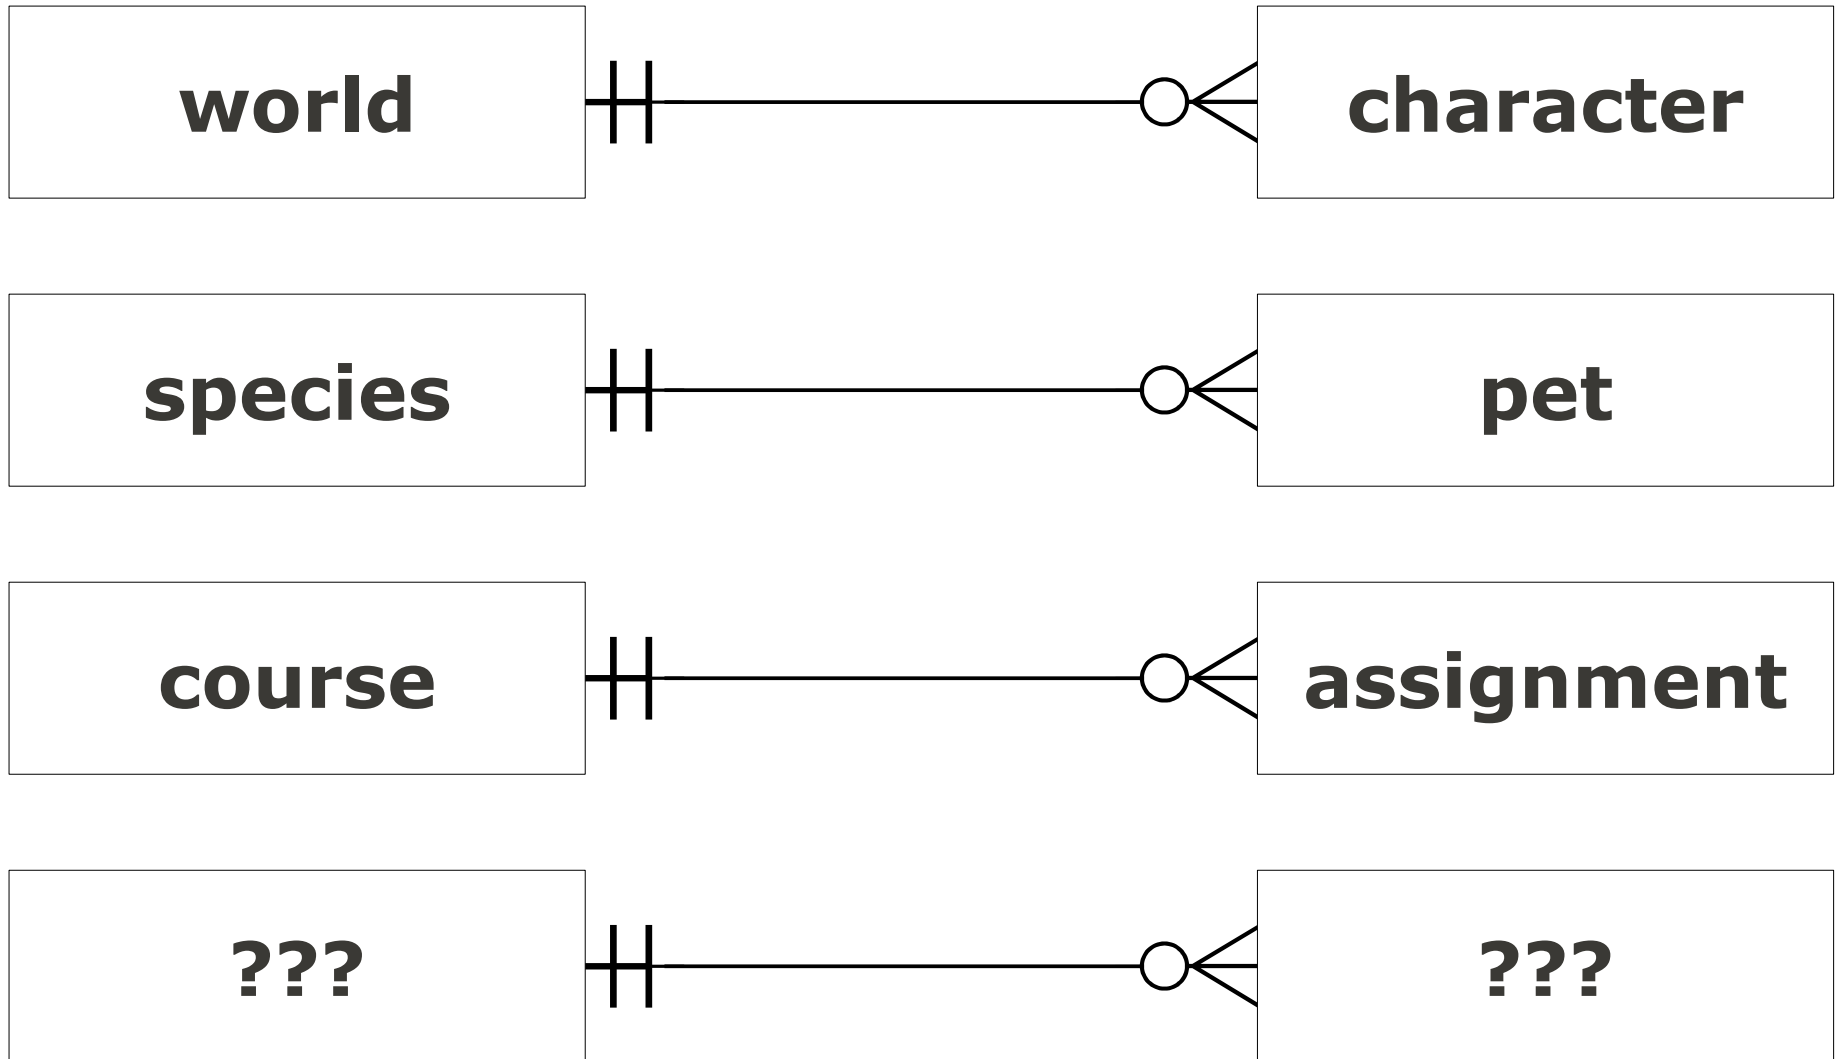 world
character
species
pet
course
assignment
???
???